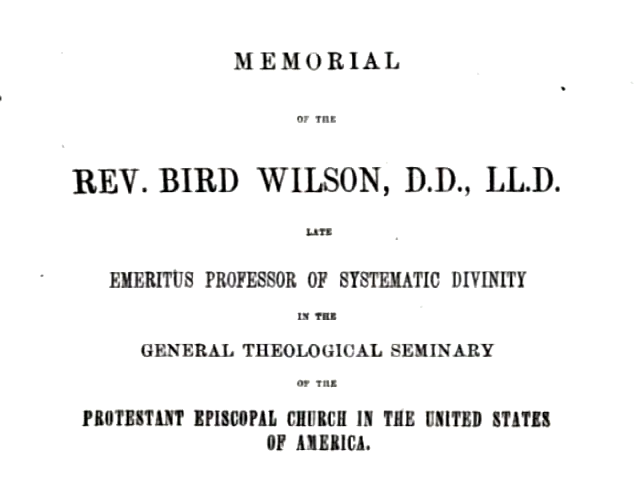 MEMORIAL
OF THE
REV. BIRD WILSON, D.D., LL.D.
LATE
EMERITUS PROFESSOR OF SYSTEMATIC DIVINITY
IN THE
GENERAL THEOLOGICAL SEMINARY
OF THE
PROTESTANT EPISCOPAL CHURCH IN THE UNITED STATES
OF AMERICA.